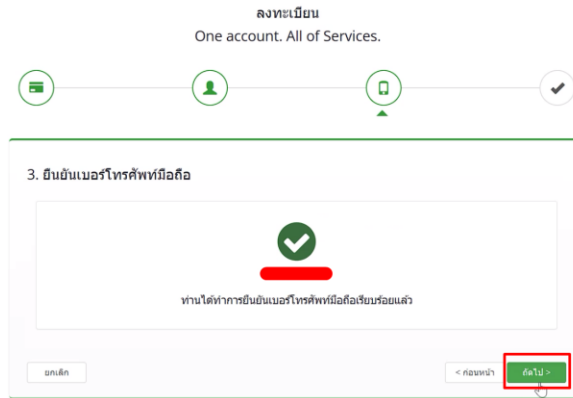 ลงทะเบียน
One account. All of Services.
3. ยืนยันเบอร์โทรศัพท์มือถือ
ท่านได้ทำการยืนยันเบอร์โทรศัพท์มือถือเรียบร้อยแล้ว
ยกเลิก
< ก่อนหน้า
ถัดไป >